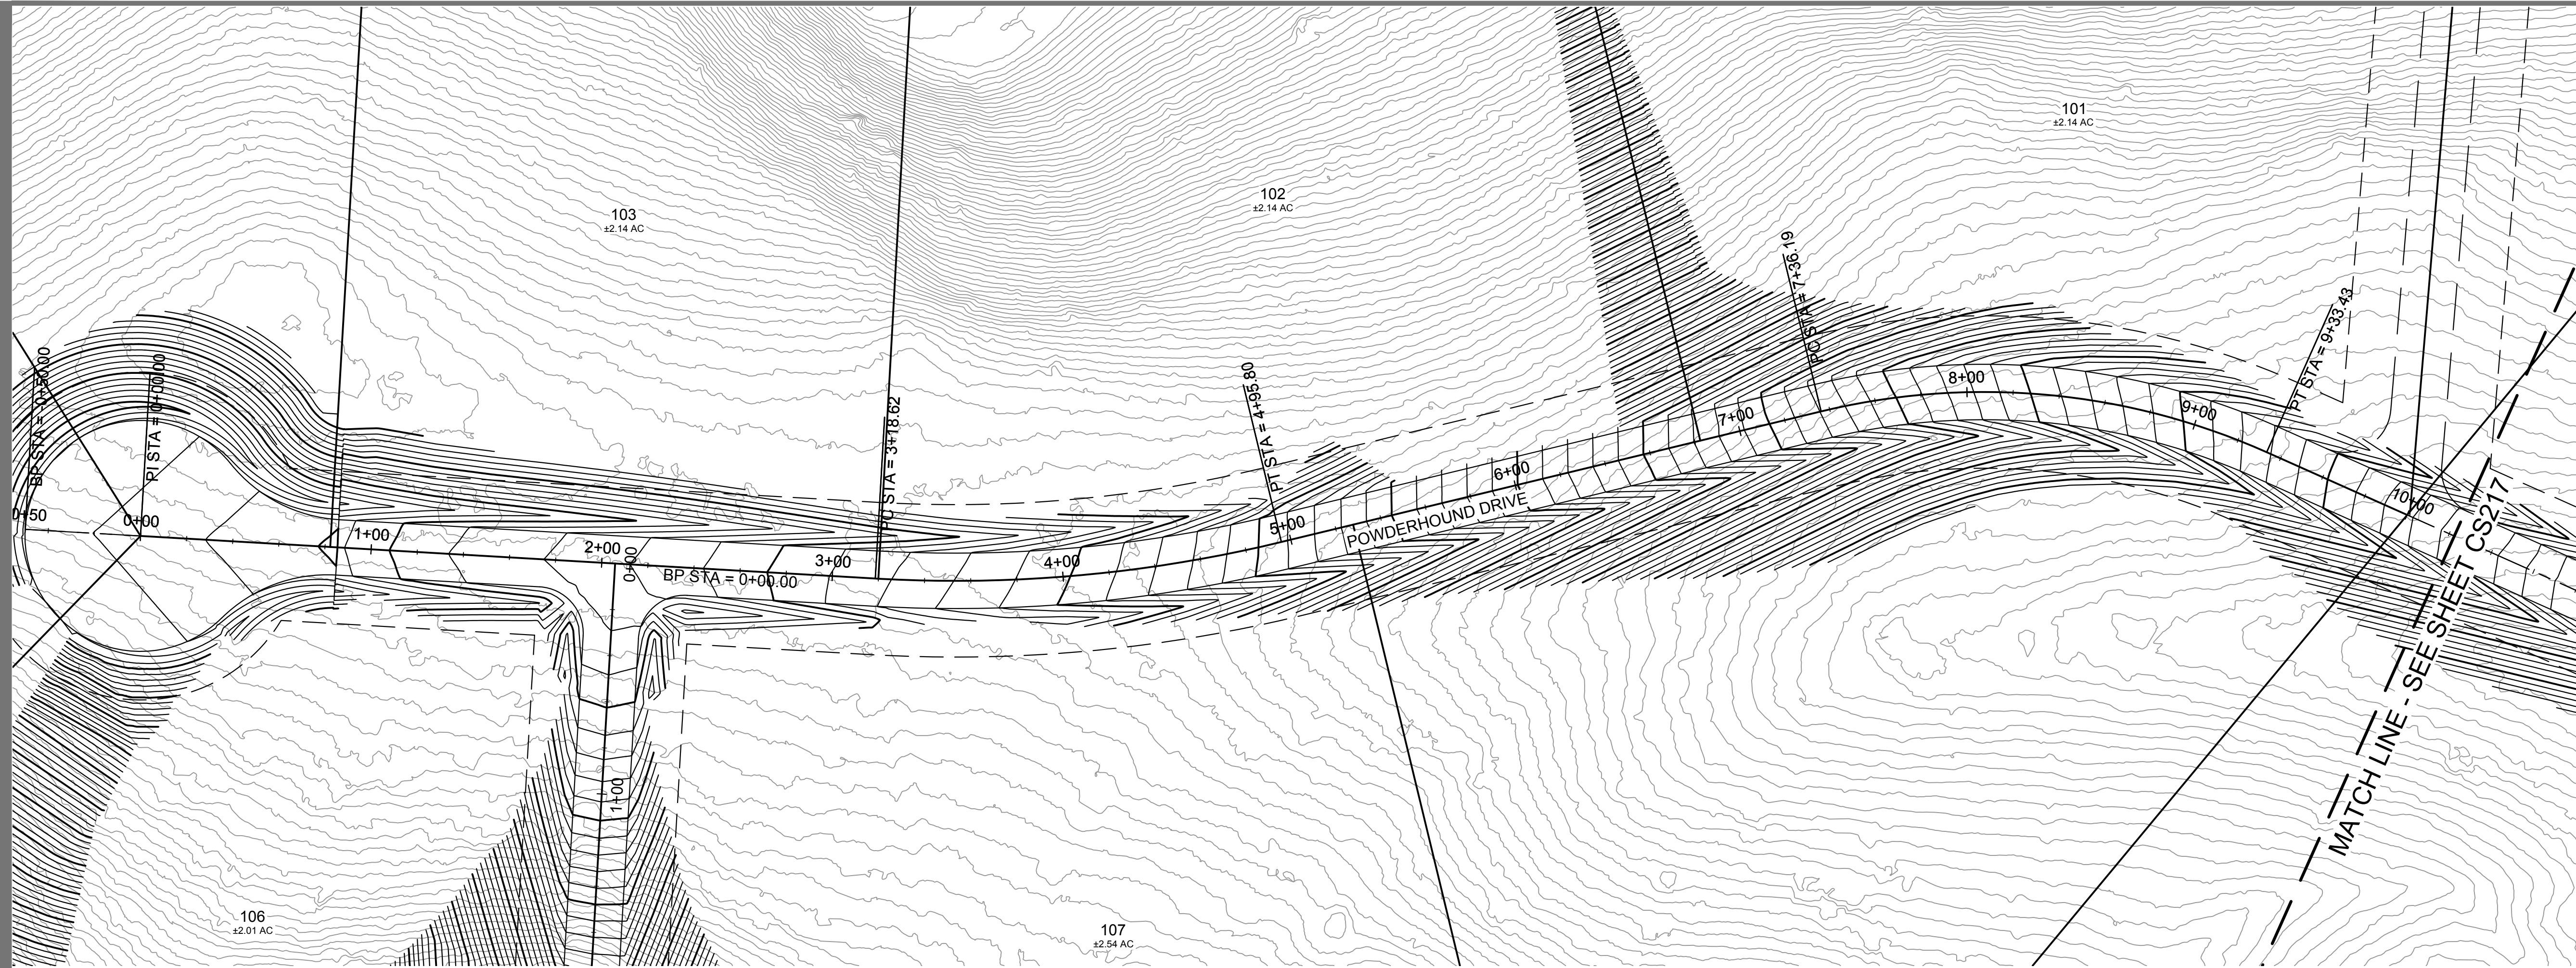 101
±2.14 AC
102
±2.14 AC
103
±2.14 AC
PC STA = 7+36.19
PT STA = 9+33.43
BP STA = -0+50.00
PI STA = 0+00.00
PT STA = 4+95.80
PC STA = 3+18.62
8+00
9+00
7+00
6+00
10+00
POWDERHOUND DRIVE
5+00
0+50
0+00
1+00
2+00
3+00
4+00
0+00
BP STA = 0+00.00
1+00
MATCH LINE - SEE SHEET CS217
106
±2.01 AC
107
±2.54 AC